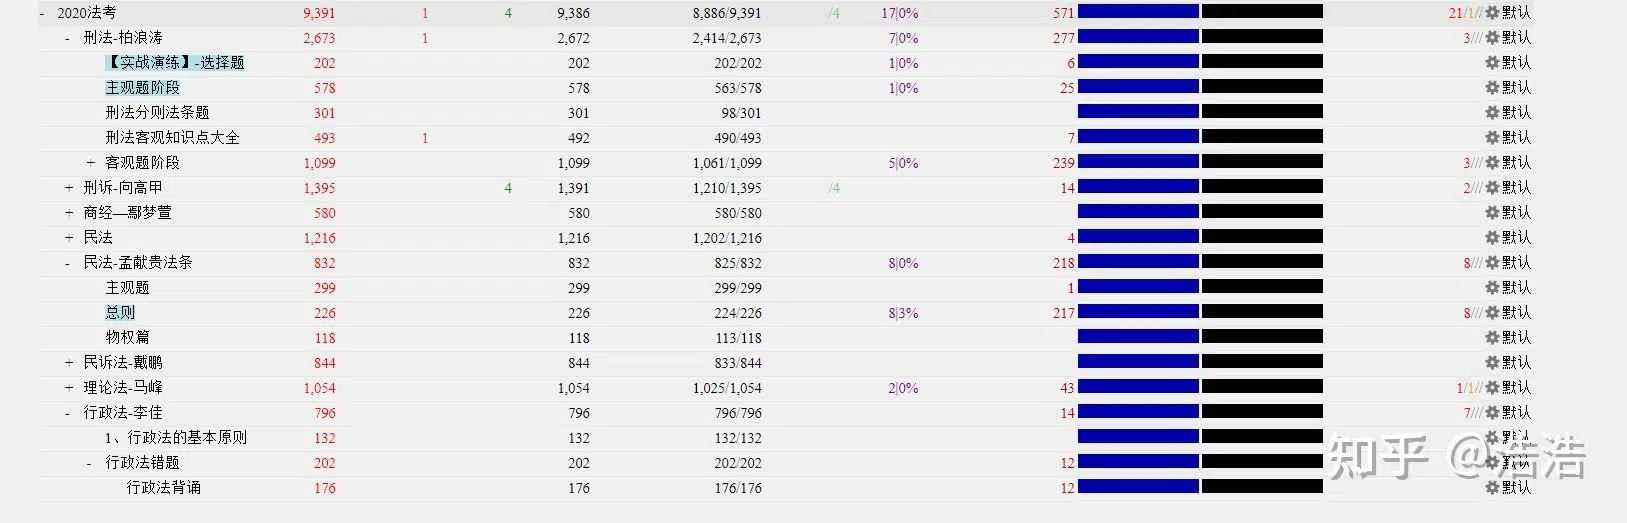 - 2020法考 9,391 1 4 9,386 8,886/9,391 /4 17|0% 571 21/1// 默认
- 刑法-柏浪涛 2,673 1 2,672 2,414/2,673 7|0% 277 3/// 默认
【实战演练】-选择题 202 202 202/202 1|0% 6 默认
主观题阶段 578 578 563/578 1|0% 25 默认
刑法分则法条题 301 301 98/301 默认
刑法客观知识点大全 493 1 492 490/493 7 默认
+ 客观题阶段 1,099 1,099 1,061/1,099 5|0% 239 3/// 默认
+ 刑诉-向高甲 1,395 4 1,391 1,210/1,395 /4 14 2/// 默认
+ 商经—鄢梦萱 580 580 580/580 默认
+ 民法 1,216 1,216 1,202/1,216 4 默认
- 民法-孟献贵法条 832 832 825/832 8|0% 218 8/// 默认
主观题 299 299 299/299 1 默认
总则 226 226 224/226 8|3% 217 8/// 默认
物权篇 118 118 113/118 默认
+ 民诉法-戴鹏 844 844 833/844 默认
+ 理论法-马峰 1,054 1,054 1,025/1,054 2|0% 43 1/1// 默认
- 行政法-李佳 796 796 796/796 14 7/// 默认
1、行政法的基本原则 132 132 132/132 默认
- 行政法错题 202 202 202/202 12 默认
行政法背诵 176 176 176/176 12 默认
知乎 @浩浩